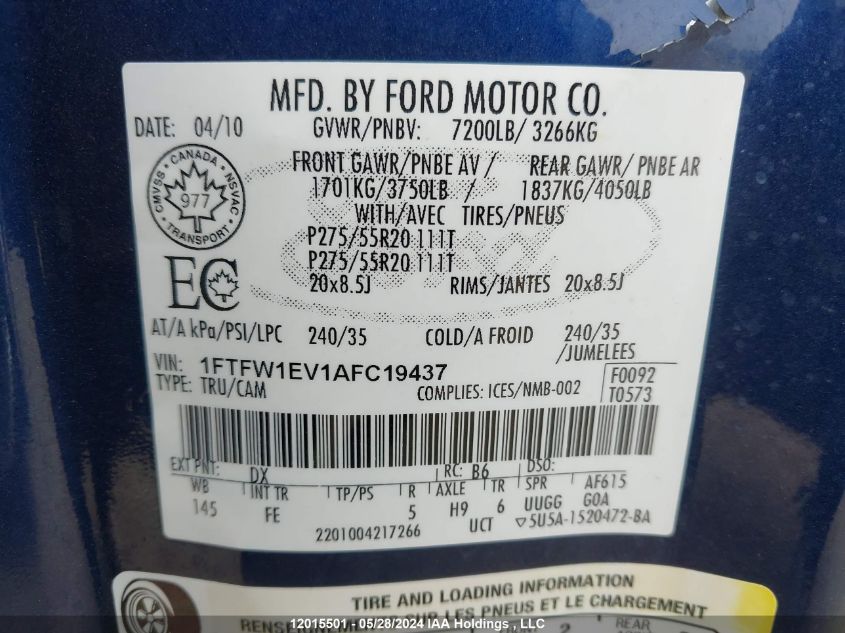 MFD. BY FORD MOTOR CO.
DATE: 04/10 GVWR/PNBV: 7200LB/ 3266KG
FRONT GAWR/PNBE AV / REAR GAWR/ PNBE AR
1701KG/3750LB / 1837KG/4050LB
WITH/AVEC TIRES/PNEUS
P275/55R20 111T
P275/55R20 111T
20x8.5J RIMS/JANTES 20x8.5J
CANADA
CMVSS NSVAC
977
TRANSPORT
EC
AT/A kPa/PSI/LPC 240/35 COLD/A FROID 240/35
/JUMELEES
VIN: 1FTFW1EV1AFC19437
TYPE: TRU/CAM COMPLIES: ICES/NMB-002
F0092
T0573
EXT PNT: DX RC: B6 DSO:
WB INT TR TP/PS R AXLE TR SPR AF615
145 FE 5 H9 6 UUGG GOA
2201004217266 UCT ▽5U5A-1520472-BA
TIRE AND LOADING INFORMATION
SUR LES PNEUS ET LE CHARGEMENT
2 REAR
12015501 - 05/28/2024 IAA Holdings , LLC